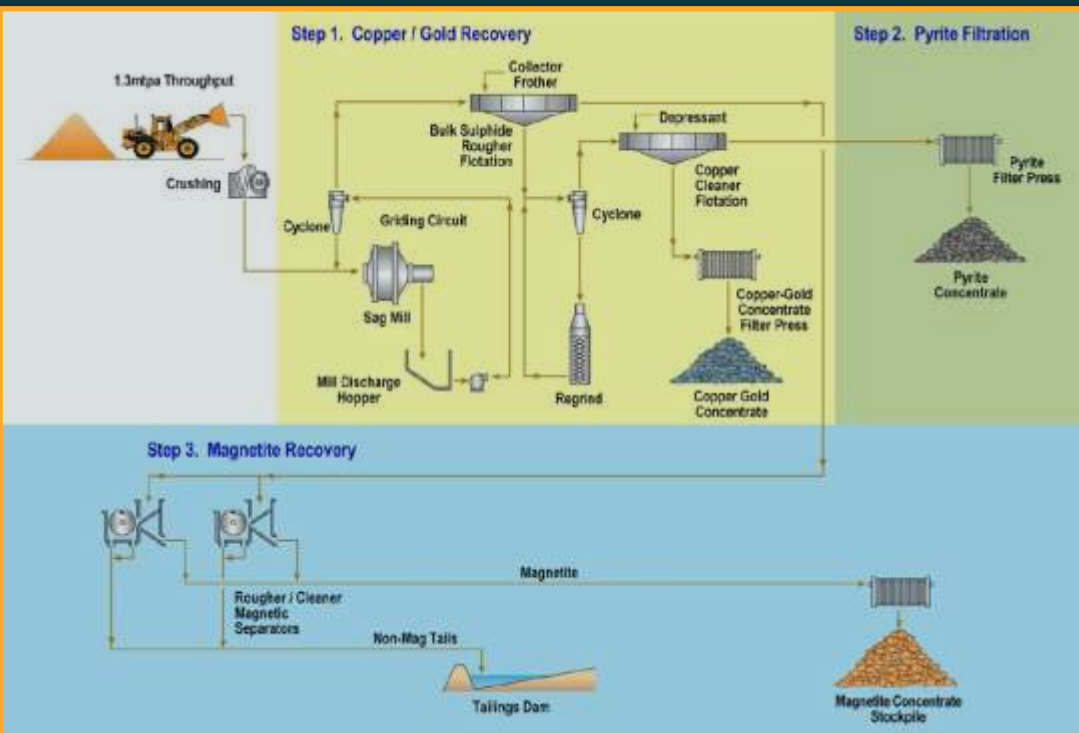 Step 1. Copper / Gold Recovery
Step 2. Pyrite Filtration
1.3mtpa Throughput
Collector
Frother
Bulk Sulphide
Rougher
Flotation
Depressant
Copper
Cleaner
Flotation
Pyrite
Filter Press
Crushing
Cyclone
Griding Circuit
Cyclone
Sag Mill
Copper-Gold
Concentrate
Filter Press
Pyrite
Concentrate
Mill Discharge
Hopper
Regrind
Copper Gold
Concentrate
Step 3. Magnetite Recovery
Magnetite
Rougher / Cleaner
Magnetic
Separators
Non-Mag Tails
Tailings Dam
Magnetite Concentrate
Stockpile